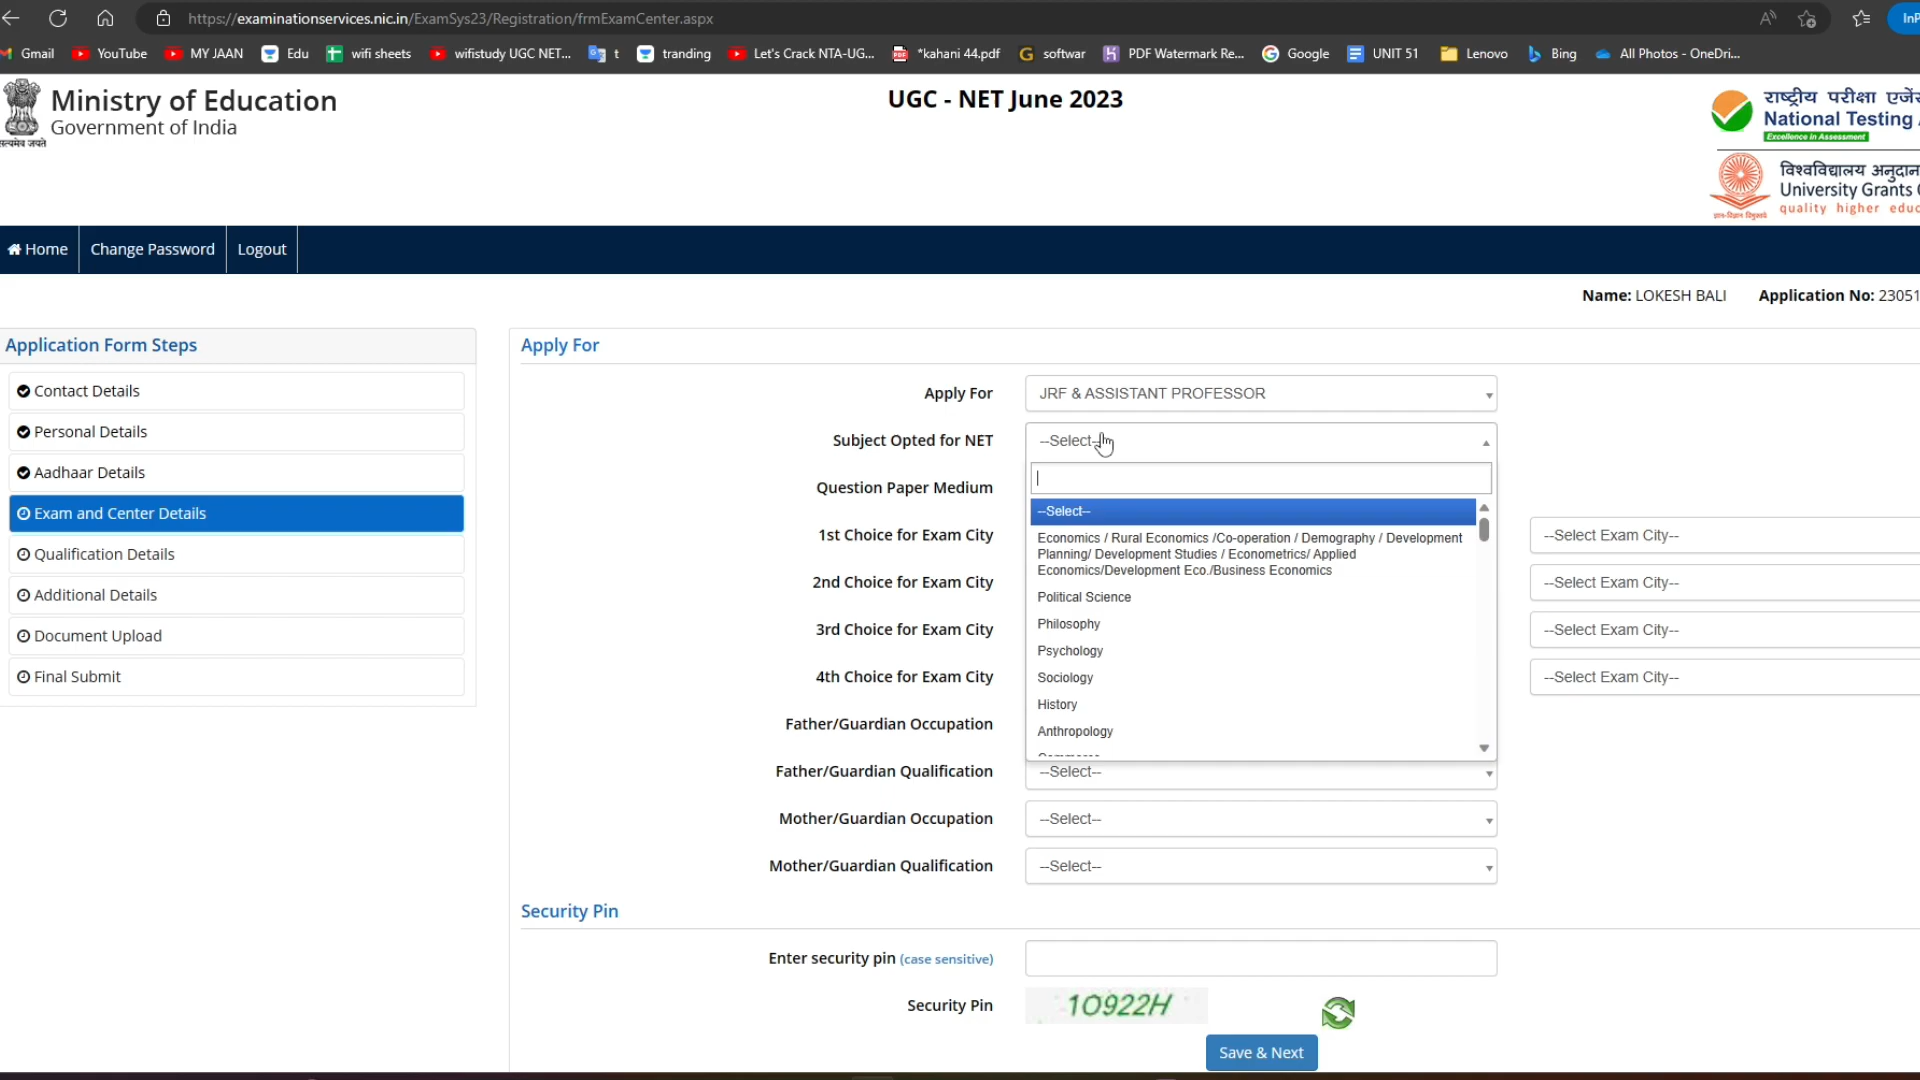 https://examinationservices.nic.in/ExamSys23/Registration/frmExamCenter.aspx
InP
Gmail YouTube MY JAAN Edu wifi sheets wifistudy UGC NET... t tranding Let's Crack NTA-UG... *kahani 44.pdf softwar PDF Watermark Re... Google UNIT 51 Lenovo Bing All Photos - OneDri...
Ministry of Education
Government of India
सत्यमेव जयते
UGC - NET June 2023
राष्ट्रीय परीक्षा एजें
National Testing
Excellence in Assessment
विश्वविद्यालय अनुदान
University Grants
quality higher educ
ज्ञान-विज्ञान विमुक्तये
Home Change Password Logout
Name: LOKESH BALI Application No: 23051
Application Form Steps
Contact Details
Personal Details
Aadhaar Details
Exam and Center Details
Qualification Details
Additional Details
Document Upload
Final Submit
Apply For
Apply For JRF & ASSISTANT PROFESSOR
Subject Opted for NET --Select--
Question Paper Medium
--Select--
Economics / Rural Economics /Co-operation / Demography / Development
Planning/ Development Studies / Econometrics/ Applied
Economics/Development Eco./Business Economics
Political Science
Philosophy
Psychology
Sociology
History
Anthropology
1st Choice for Exam City --Select Exam City--
2nd Choice for Exam City --Select Exam City--
3rd Choice for Exam City --Select Exam City--
4th Choice for Exam City --Select Exam City--
Father/Guardian Occupation
Father/Guardian Qualification --Select--
Mother/Guardian Occupation --Select--
Mother/Guardian Qualification --Select--
Security Pin
Enter security pin (case sensitive)
Security Pin 10922H
Save & Next